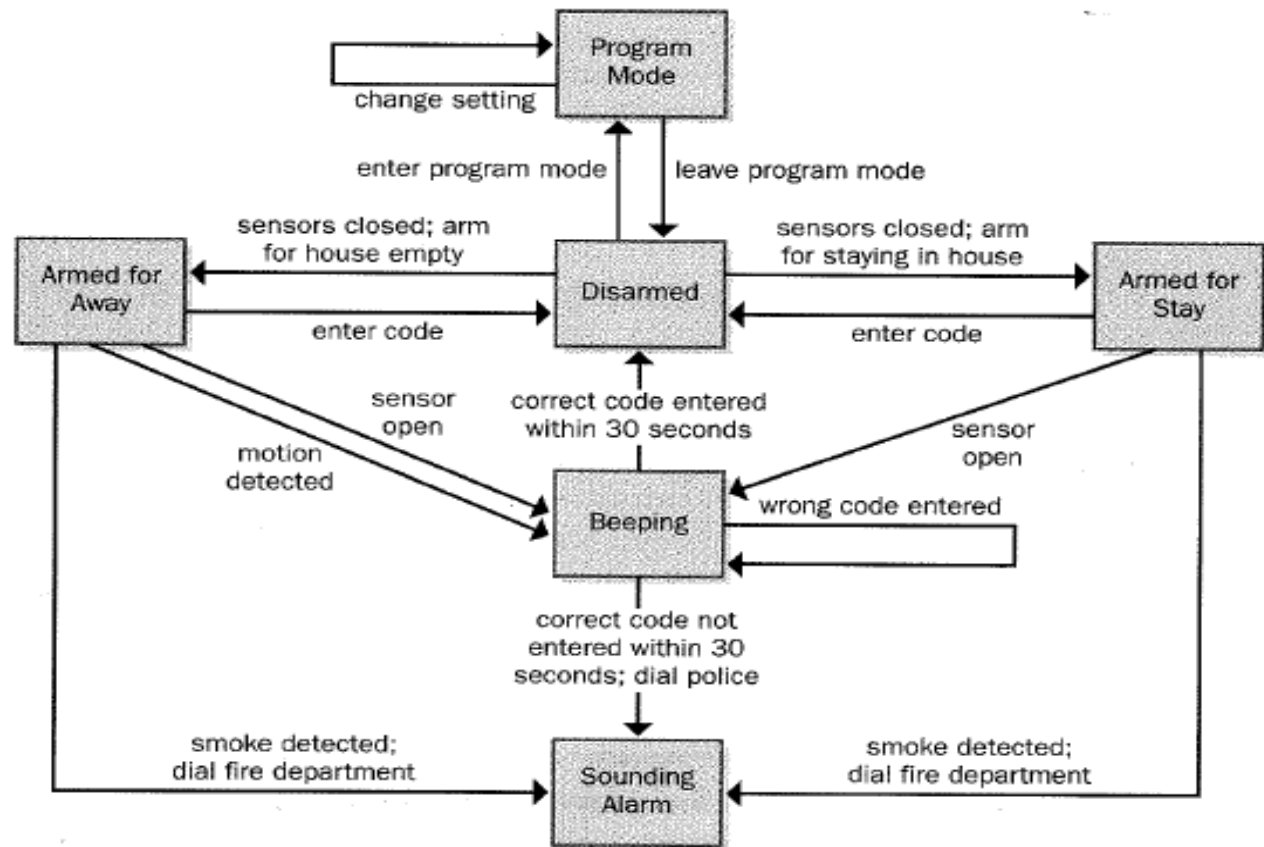 Program
Mode
change setting
enter program mode
leave program mode
sensors closed; arm
for house empty
sensors closed; arm
for staying in house
Armed for
Away
Disarmed
Armed for
Stay
enter code
enter code
sensor
open
correct code entered
within 30 seconds
sensor
open
motion
detected
Beeping
wrong code entered
correct code not
entered within 30
seconds; dial police
smoke detected;
dial fire department
Sounding
Alarm
smoke detected;
dial fire department